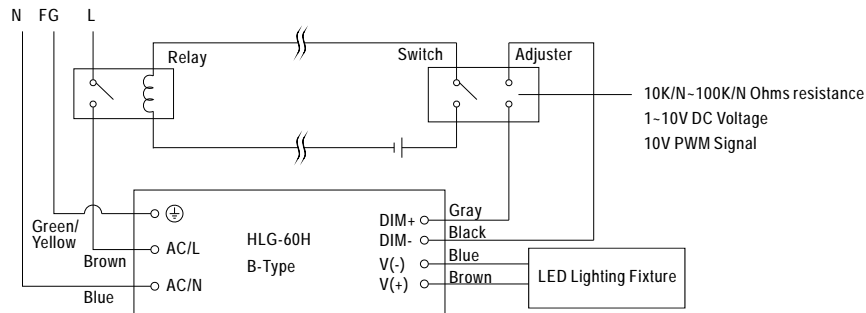 N FG L
Relay
Switch
Adjuster
10K/N~100K/N Ohms resistance
1~10V DC Voltage
10V PWM Signal
Green/
Yellow
Brown
Blue
AC/L
AC/N
HLG-60H
B-Type
DIM+
DIM-
V(-)
V(+)
Gray
Black
Blue
Brown
LED Lighting Fixture